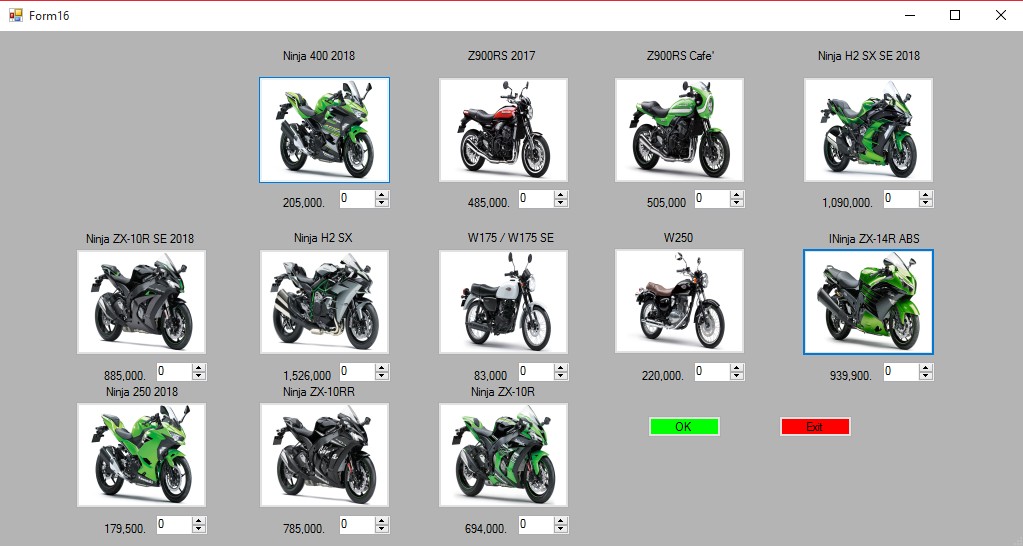 Form16
Ninja 400 2018 Z900RS 2017 Z900RS Cafe' Ninja H2 SX SE 2018
205,000. 0 485,000. 0 505,000 0 1,090,000. 0
Ninja ZX-10R SE 2018 Ninja H2 SX W175 / W175 SE W250 INinja ZX-14R ABS
885,000. 0 1,526,000 0 83,000 0 220,000. 0 939,900. 0
Ninja 250 2018 Ninja ZX-10RR Ninja ZX-10R
OK Exit
179,500. 0 785,000. 0 694,000. 0